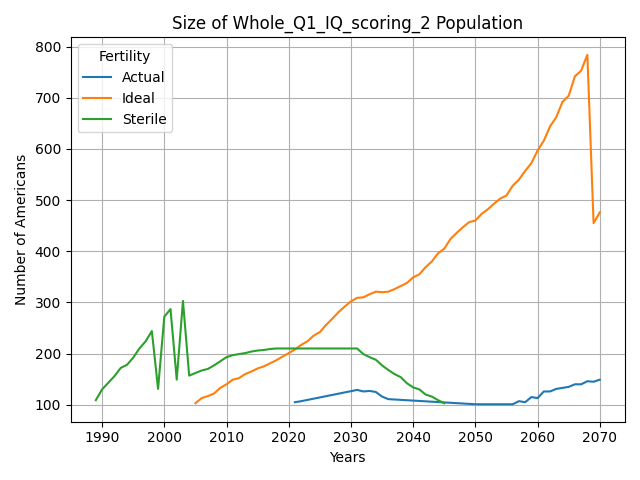 Size of Whole_Q1_IQ_scoring_2 Population
Fertility
Actual
Ideal
Sterile
Number of Americans
800
700
600
500
400
300
200
100
1990 2000 2010 2020 2030 2040 2050 2060 2070
Years